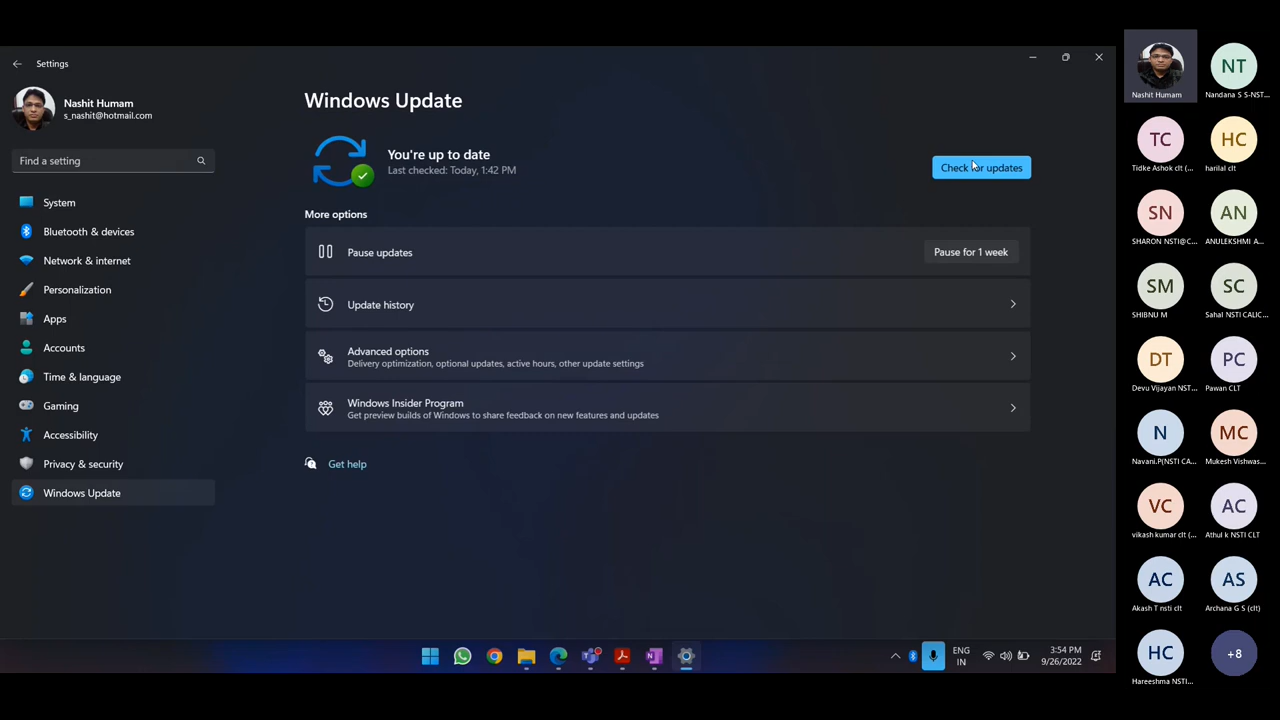 Settings
Nashit Humam
s_nashit@hotmail.com
Find a setting
System
Bluetooth & devices
Network & internet
Personalization
Apps
Accounts
Time & language
Gaming
Accessibility
Privacy & security
Windows Update
Windows Update
You're up to date
Last checked: Today, 1:42 PM
Check for updates
More options
Pause updates
Pause for 1 week
Update history
Advanced options
Delivery optimization, optional updates, active hours, other update settings
Windows Insider Program
Get preview builds of Windows to share feedback on new features and updates
Get help
ENG
IN
3:54 PM
9/26/2022
Nashit Humam
NT
Nandana S S-NST...
TC
Tidke Ashok clt (...
HC
harilal clt
SN
SHARON NSTI@C...
AN
ANULEKSHMI A...
SM
SHIBNU M
SC
Sahal NSTI CALIC...
DT
Devu Vijayan NST...
PC
Pawan CLT
N
Navani.P(NSTI CA...
MC
Mukesh Vishwas...
VC
vikash kumar clt (...
AC
Athul k NSTI CLT
AC
Akash T nsti clt
AS
Archana G S (clt)
HC
Hareeshma NSTI...
+8